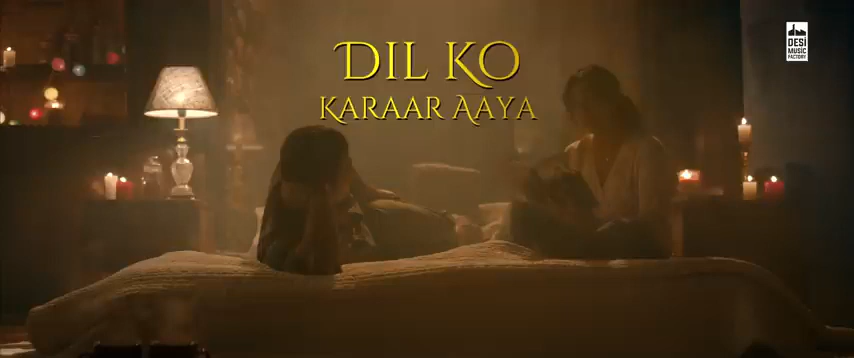 DIL KO
KARAAR AAYA
DESI
MUSIC
FACTORY